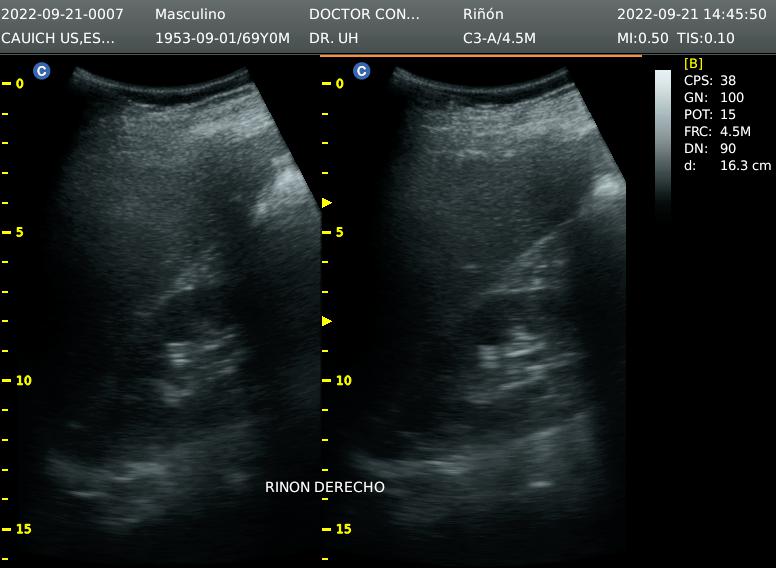 2022-09-21-0007 Masculino DOCTOR CON... Riñón 2022-09-21 14:45:50
CAUICH US,ES... 1953-09-01/69Y0M DR. UH C3-A/4.5M MI:0.50 TIS:0.10
C C
[B]
CPS: 38
GN: 100
POT: 15
FRC: 4.5M
DN: 90
d: 16.3 cm
0 0
5 5
10 10
RINON DERECHO
15 15